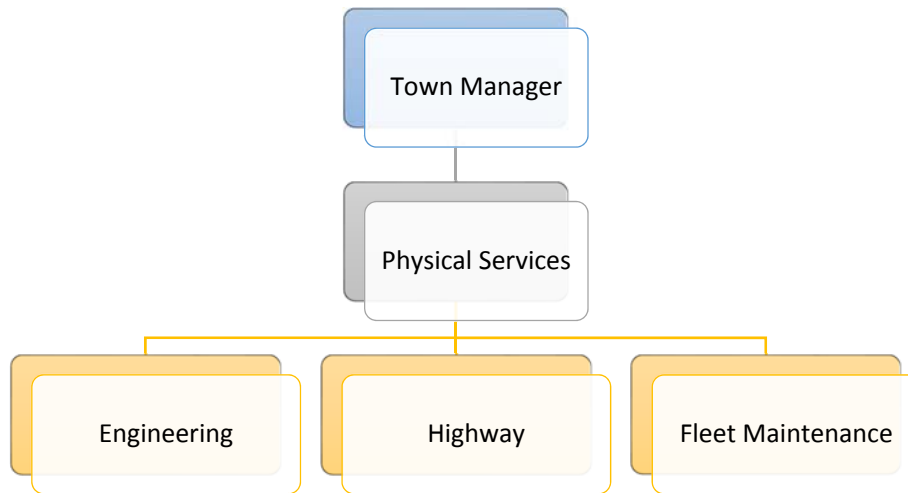 Town Manager
Physical Services
Engineering
Highway
Fleet Maintenance